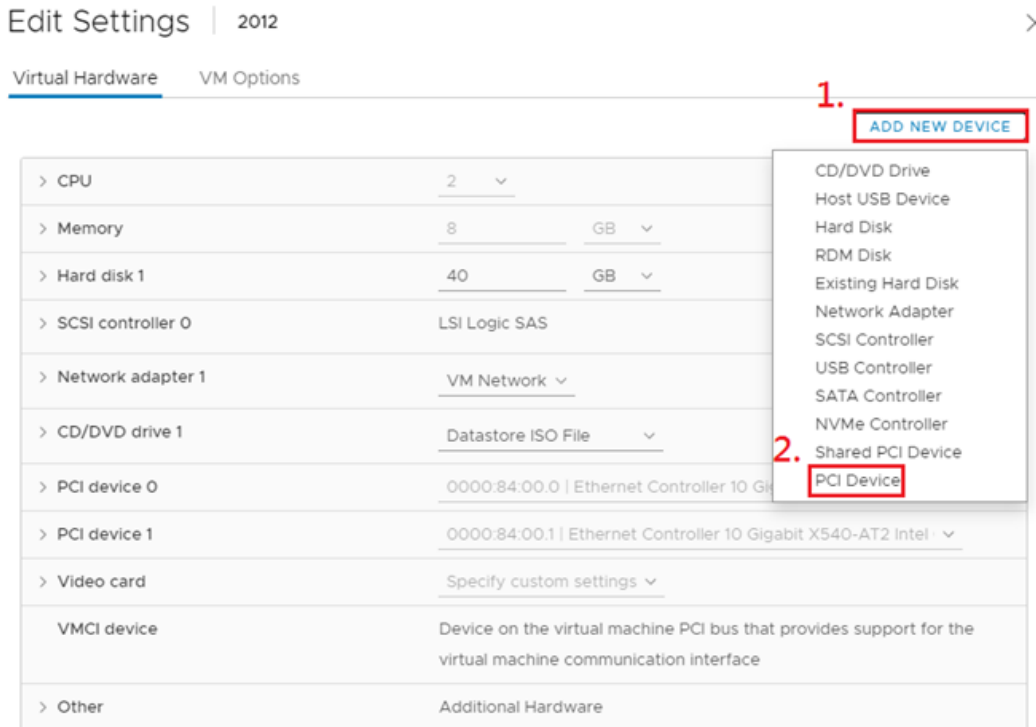 Edit Settings 2012
Virtual Hardware VM Options
1.
ADD NEW DEVICE
CD/DVD Drive
Host USB Device
Hard Disk
RDM Disk
Existing Hard Disk
Network Adapter
SCSI Controller
USB Controller
SATA Controller
NVMe Controller
2.
Shared PCI Device
PCI Device
CPU 2
Memory 8 GB
Hard disk 1 40 GB
SCSI controller 0 LSI Logic SAS
Network adapter 1 VM Network
CD/DVD drive 1 Datastore ISO File
PCI device 0 0000:84:00.0 | Ethernet Controller 10
PCI device 1 0000:84:00.1 | Ethernet Controller 10 Gigabit X540-AT2 Intel
Video card Specify custom settings
VMCI device Device on the virtual machine PCI bus that provides support for the
virtual machine communication interface
Other Additional Hardware